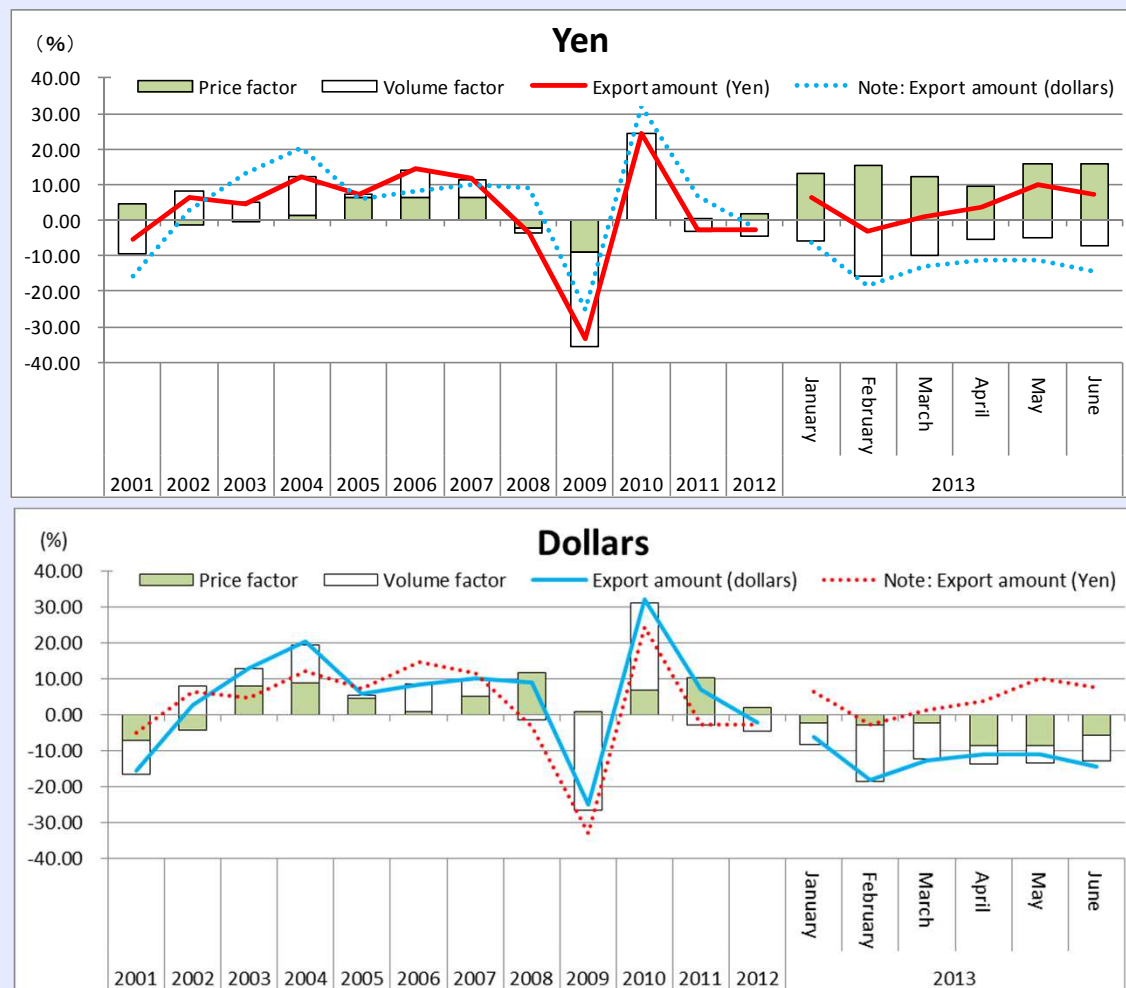 Yen
（%）
40.00
Price factor
Volume factor
Export amount (Yen)
Note: Export amount (dollars)
30.00
20.00
10.00
0.00
-10.00
-20.00
-30.00
-40.00
January
February
March
April
May
June
2001 2002 2003 2004 2005 2006 2007 2008 2009 2010 2011 2012 2013
Dollars
(%)
40.00
Price factor
Volume factor
Export amount (dollars)
Note: Export amount (Yen)
30.00
20.00
10.00
0.00
-10.00
-20.00
-30.00
-40.00
January
February
March
April
May
June
2001 2002 2003 2004 2005 2006 2007 2008 2009 2010 2011 2012 2013